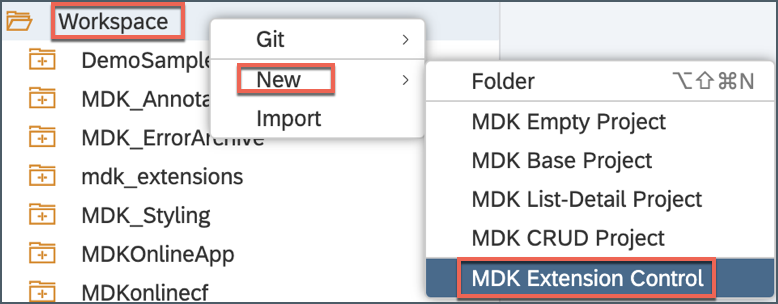 Workspace
Git
DemoSample
New
Folder ⌥⇧⌘N
MDK_Annota
Import
MDK Empty Project
MDK_ErrorArchive
MDK Base Project
mdk_extensions
MDK List-Detail Project
MDK_Styling
MDK CRUD Project
MDKOnlineApp
MDK Extension Control
MDKonlinecf